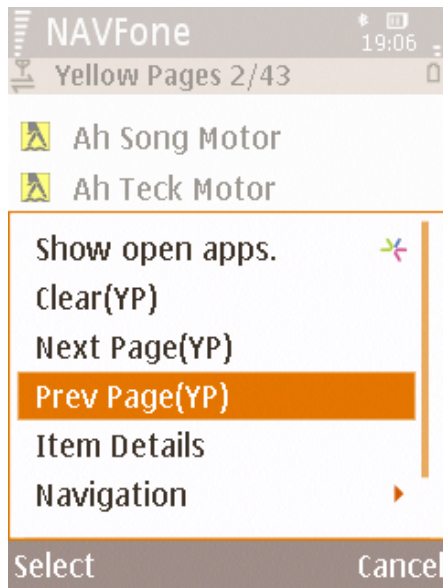 NAVFone
19:06
Yellow Pages 2/43
Ah Song Motor
Ah Teck Motor
Show open apps.
Clear(YP)
Next Page(YP)
Prev Page(YP)
Item Details
Navigation
Select Cancel